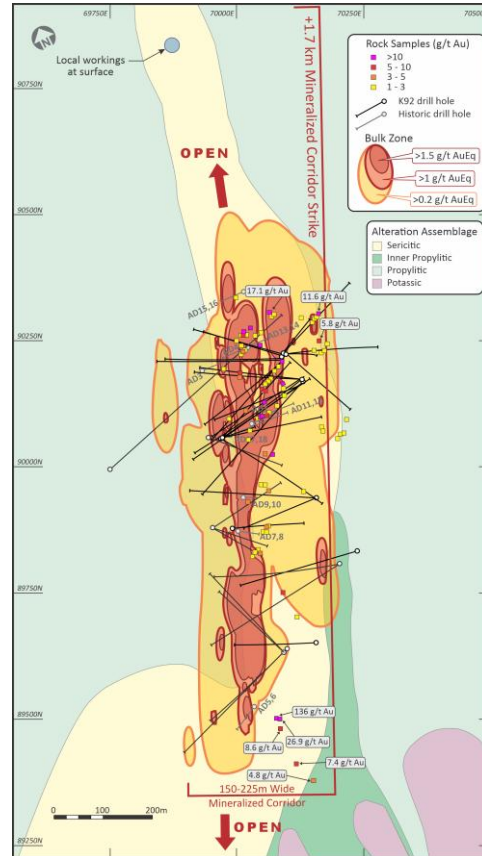 69750E
70000E
70250E
70500
N
Local workings
at surface
+1.7 km Mineralized Corridor Strike
Rock Samples (g/t Au)
>10
5 - 10
3 - 5
1 - 3
K92 drill hole
Historic drill hole
Bulk Zone
>1.5 g/t AuEq
>1 g/t AuEq
>0.2 g/t AuEq
Alteration Assemblage
Sericitic
Inner Propylitic
Propylitic
Potassic
90750N
OPEN
90500N
17.1 g/t Au
11.6 g/t Au
5.8 g/t Au
AD15,16
90250N
90000N
AD9,10
AD7,8
89750N
AD5,6
89500N
136 g/t Au
26.9 g/t Au
8.6 g/t Au
7.4 g/t Au
4.8 g/t Au
150-225m Wide
Mineralized Corridor
0
100
200m
OPEN
89250N